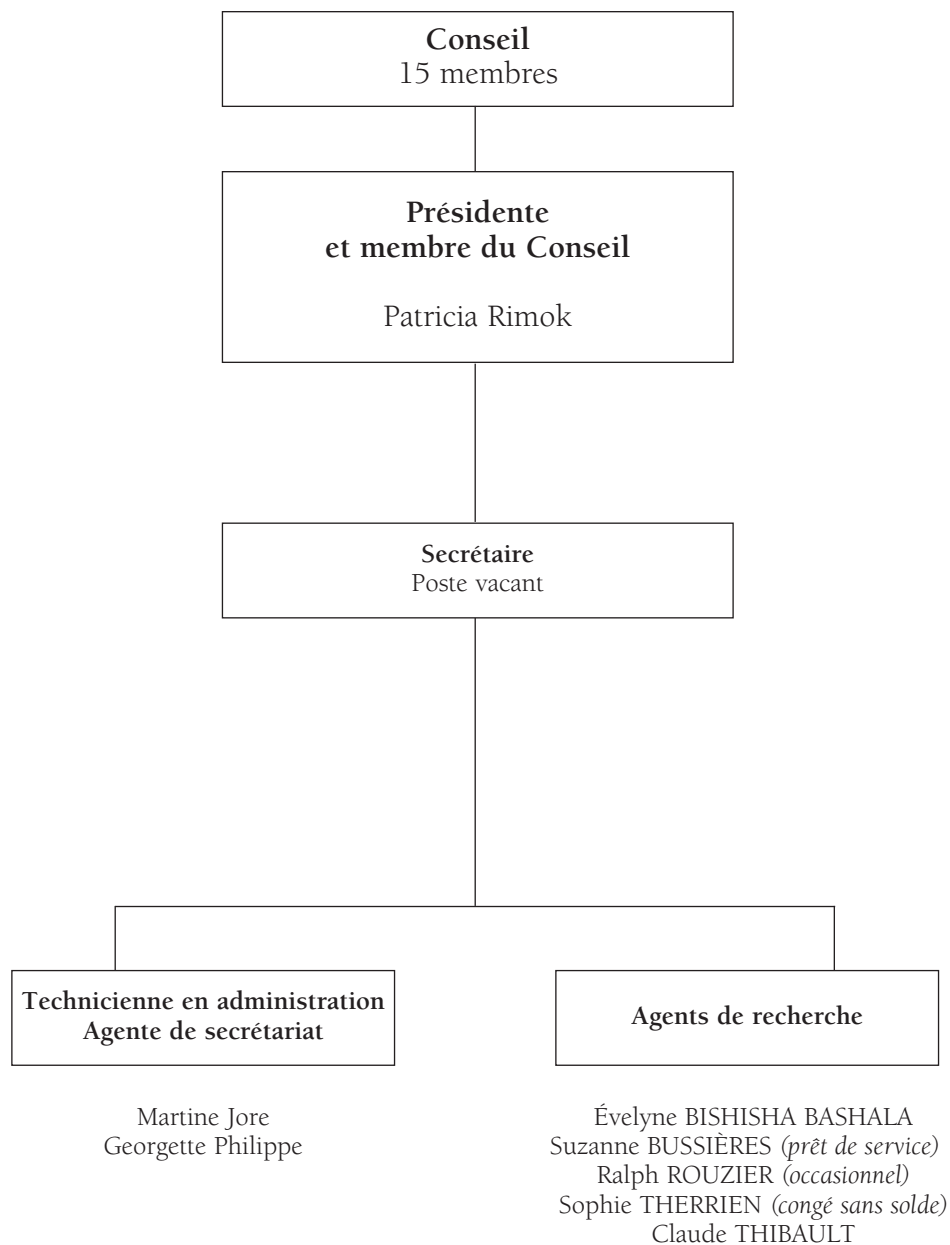 Conseil
15 membres
Présidente
et membre du Conseil
Patricia Rimok
Secrétaire
Poste vacant
Technicienne en administration
Agente de secrétariat
Martine Jore
Georgette Philippe
Agents de recherche
Évelyne BISHISHA BASHALA
Suzanne BUSSIÈRES (prêt de service)
Ralph ROUZIER (occasionnel)
Sophie THERRIEN (congé sans solde)
Claude THIBAULT